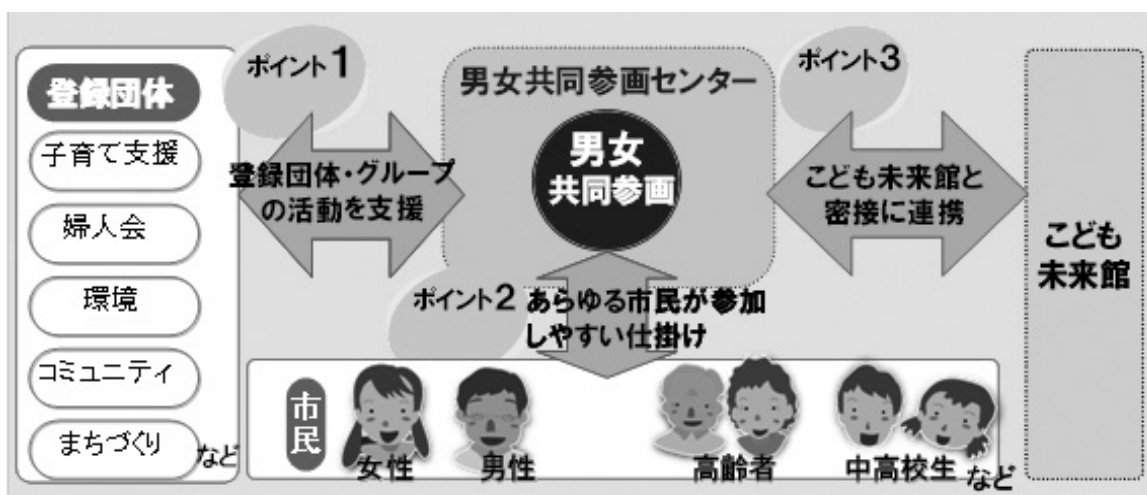 登録団体
子育て支援
婦人会
環境
コミュニティ
まちづくり
など
ポイント1
登録団体・グループ
の活動を支援
男女共同参画センター
男女
共同参画
ポイント3
こども未来館と
密接に連携
こども
未来館
ポイント2
あらゆる市民が参加
しやすい仕掛け
市民
女性
男性
高齢者
中高校生
など